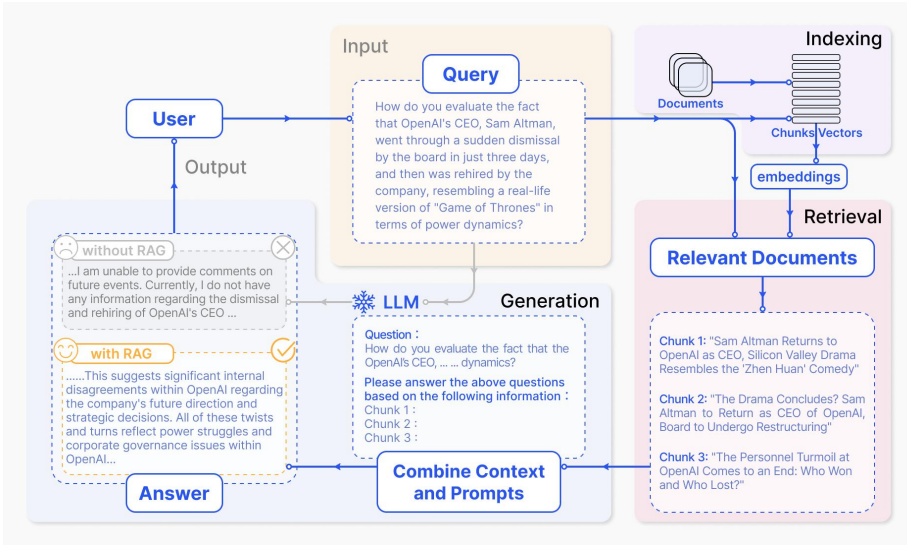 Input
Indexing
Query
User
How do you evaluate the fact
that OpenAI's CEO, Sam Altman,
went through a sudden dismissal
by the board in just three days,
and then was rehired by the
company, resembling a real-life
version of "Game of Thrones" in
terms of power dynamics?
Documents
Chunks
Vectors
embeddings
Output
Retrieval
Relevant Documents
without RAG
...I am unable to provide comments on
future events. Currently, I do not have
any information regarding the dismissal
and rehiring of OpenAI's CEO ...
LLM
Generation
Question :
How do you evaluate the fact that the
OpenAI's CEO, ... ... dynamics?
Please answer the above questions
based on the following information :
Chunk 1 :
Chunk 2 :
Chunk 3 :
Chunk 1: "Sam Altman Returns to
OpenAI as CEO, Silicon Valley Drama
Resembles the 'Zhen Huan' Comedy"
Chunk 2: "The Drama Concludes? Sam
Altman to Return as CEO of OpenAI,
Board to Undergo Restructuring"
Chunk 3: "The Personnel Turmoil at
OpenAI Comes to an End: Who Won
and Who Lost?"
with RAG
......This suggests significant internal
disagreements within OpenAI regarding
the company's future direction and
strategic decisions. All of these twists
and turns reflect power struggles and
corporate governance issues within
OpenAI...
Combine Context
and Prompts
Answer